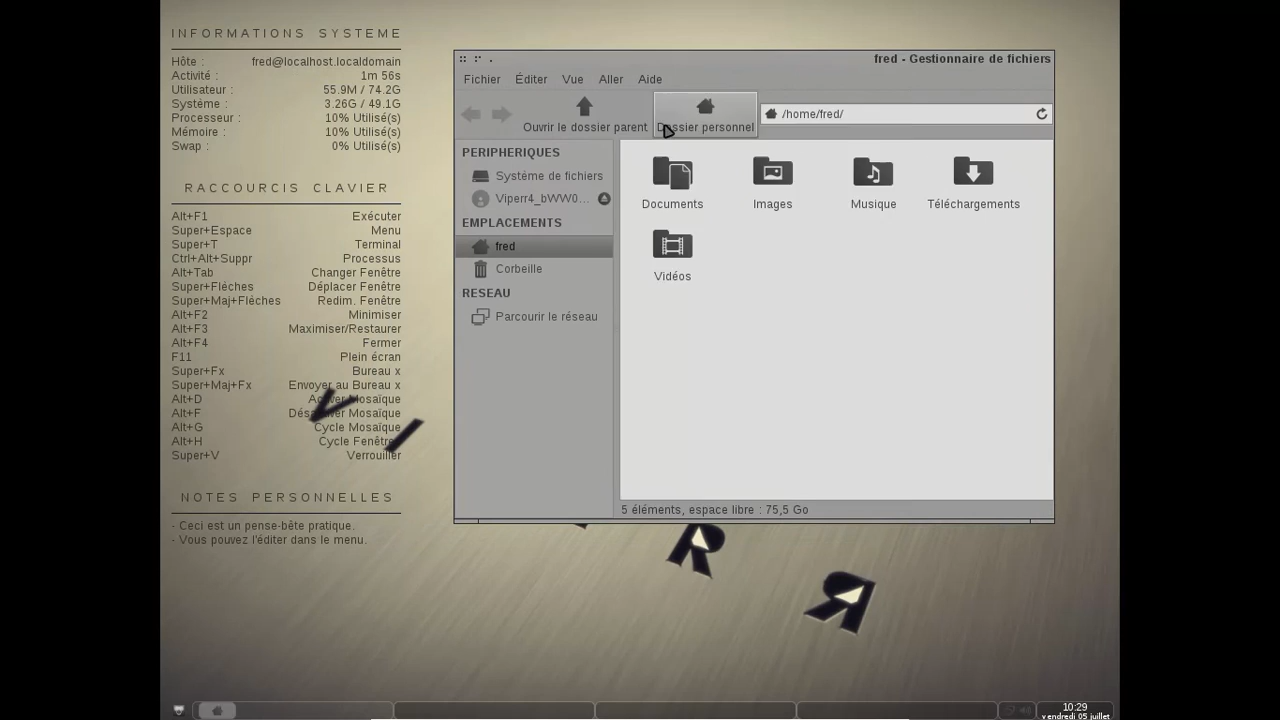 INFORMATIONS SYSTEME
Hôte : fred@localhost.localdomain
Activité : 1m 56s
Utilisateur : 55.9M / 74.2G
Système : 3.26G / 49.1G
Processeur : 10% Utilisé(s)
Mémoire : 10% Utilisé(s)
Swap : 0% Utilisé(s)
RACCOURCIS CLAVIER
Alt+F1 Exécuter
Super+Espace Menu
Super+T Terminal
Ctrl+Alt+Suppr Processus
Alt+Tab Changer Fenêtre
Super+Fléches Déplacer Fenêtre
Super+Maj+Fléches Redim. Fenêtre
Alt+F2 Minimiser
Alt+F3 Maximiser/Restaurer
Alt+F4 Fermer
F11 Plein écran
Super+Fx Bureau x
Super+Maj+Fx Envoyer au Bureau x
Alt+D Activer Mosaïque
Alt+F Désactiver Mosaïque
Alt+G Cycle Mosaïque
Alt+H Cycle Fenêtre
Super+V Verrouiller
NOTES PERSONNELLES
- Ceci est un pense-bête pratique.
- Vous pouvez l'éditer dans le menu.
fred - Gestionnaire de fichiers
Fichier Éditer Vue Aller Aide
Ouvrir le dossier parent Dossier personnel /home/fred/
PERIPHERIQUES
Système de fichiers
Viperr4_bWW0...
EMPLACEMENTS
fred
Corbeille
RESEAU
Parcourir le réseau
Documents Images Musique Téléchargements
Vidéos
5 éléments, espace libre : 75,5 Go
V I R R
10:29
vendredi 05 juillet